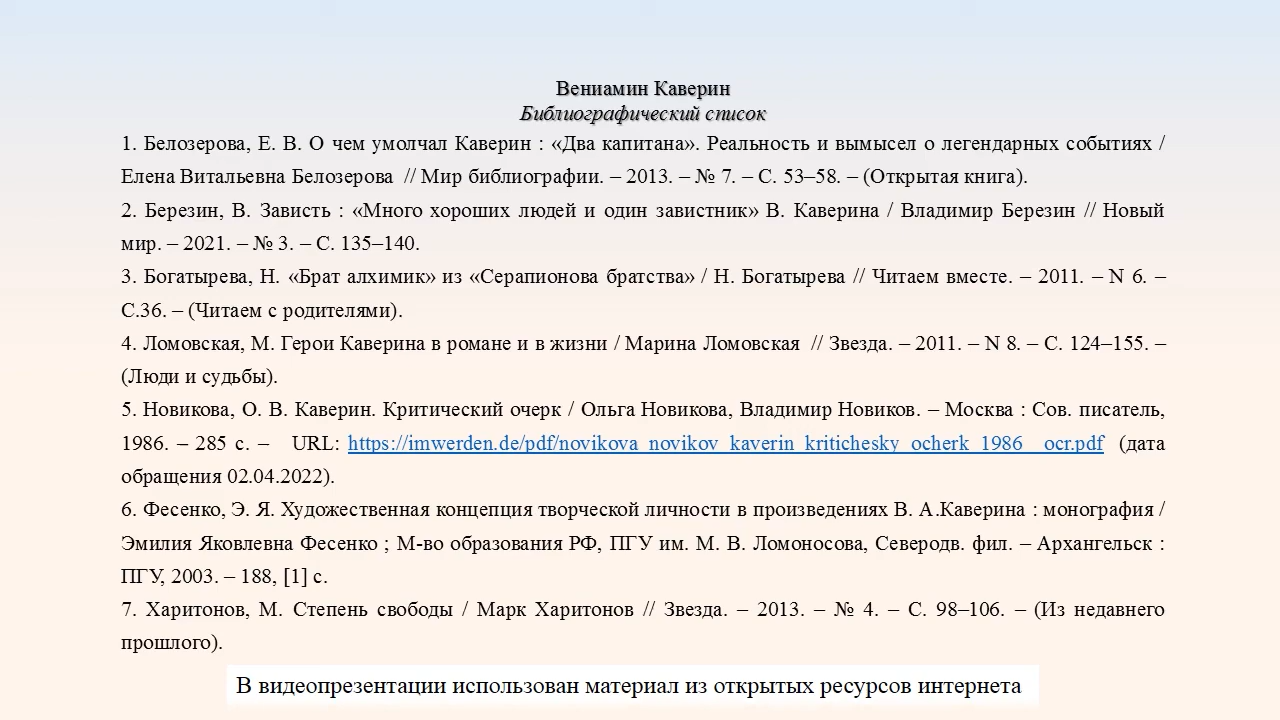 Вениамин Каверин
Библиографический список
1. Белозерова, Е. В. О чем умолчал Каверин : «Два капитана». Реальность и вымысел о легендарных событиях /
Елена Витальевна Белозерова // Мир библиографии. – 2013. – № 7. – С. 53–58. – (Открытая книга).
2. Березин, В. Зависть : «Много хороших людей и один завистник» В. Каверина / Владимир Березин // Новый
мир. – 2021. – № 3. – С. 135–140.
3. Богатырева, Н. «Брат алхимик» из «Серапионова братства» / Н. Богатырева // Читаем вместе. – 2011. – N 6. –
С.36. – (Читаем с родителями).
4. Ломовская, М. Герои Каверина в романе и в жизни / Марина Ломовская // Звезда. – 2011. – N 8. – С. 124–155. –
(Люди и судьбы).
5. Новикова, О. В. Каверин. Критический очерк / Ольга Новикова, Владимир Новиков. – Москва : Сов. писатель,
1986. – 285 с. – URL: https://imwerden.de/pdf/novikova_novikov_kaverin_kritichesky_ocherk_1986__ocr.pdf (дата
обращения 02.04.2022).
6. Фесенко, Э. Я. Художественная концепция творческой личности в произведениях В. А.Каверина : монография /
Эмилия Яковлевна Фесенко ; М-во образования РФ, ПГУ им. М. В. Ломоносова, Северодв. фил. – Архангельск :
ПГУ, 2003. – 188, [1] с.
7. Харитонов, М. Степень свободы / Марк Харитонов // Звезда. – 2013. – № 4. – С. 98–106. – (Из недавнего
прошлого).
В видеопрезентации использован материал из открытых ресурсов интернета